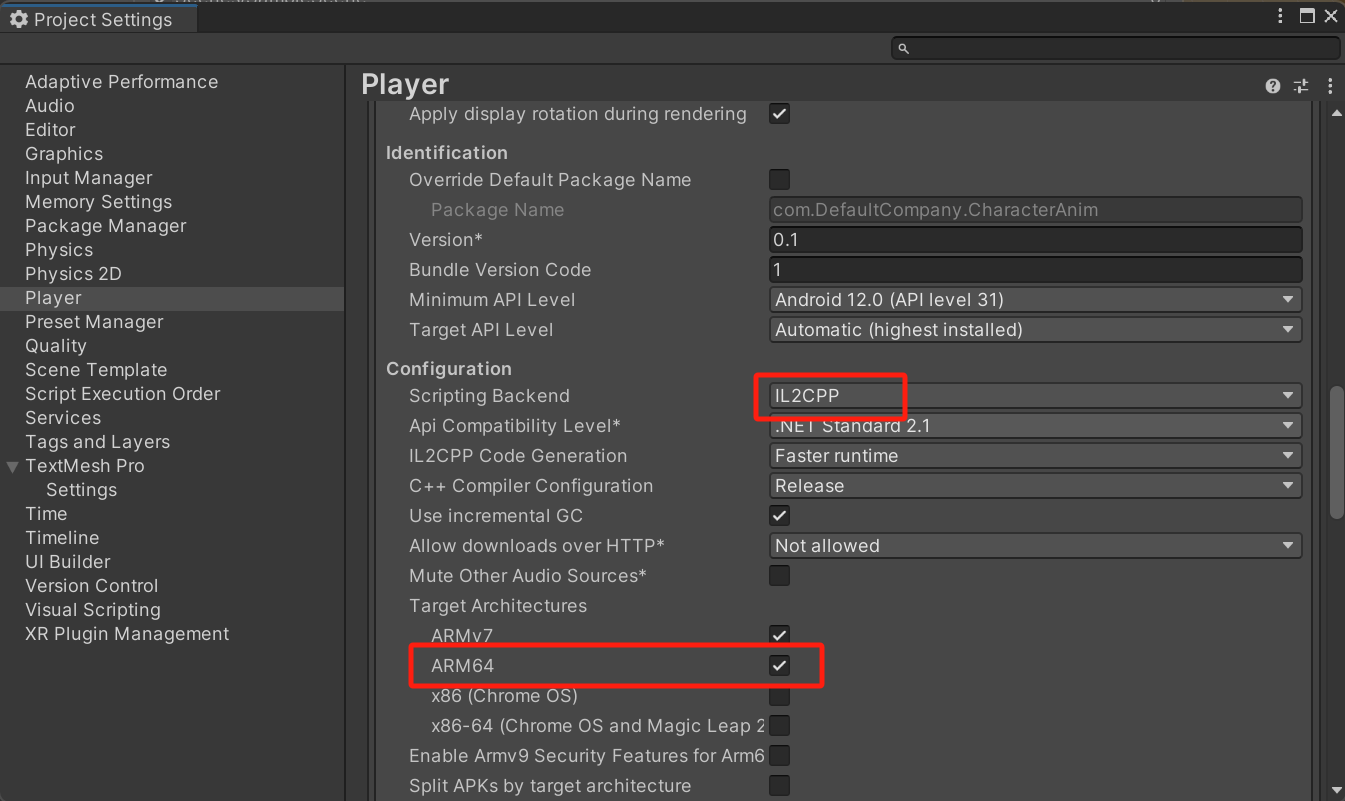 Project Settings
Adaptive Performance
Audio
Editor
Graphics
Input Manager
Memory Settings
Package Manager
Physics
Physics 2D
Player
Preset Manager
Quality
Scene Template
Script Execution Order
Services
Tags and Layers
TextMesh Pro
Settings
Time
Timeline
UI Builder
Version Control
Visual Scripting
XR Plugin Management
Player
Apply display rotation during rendering
Identification
Override Default Package Name
Package Name com.DefaultCompany.CharacterAnim
Version* 0.1
Bundle Version Code 1
Minimum API Level Android 12.0 (API level 31)
Target API Level Automatic (highest installed)
Configuration
Scripting Backend IL2CPP
Api Compatibility Level* .NET Standard 2.1
IL2CPP Code Generation Faster runtime
C++ Compiler Configuration Release
Use incremental GC
Allow downloads over HTTP* Not allowed
Mute Other Audio Sources*
Target Architectures
ARMv7
ARM64
x86 (Chrome OS)
x86-64 (Chrome OS and Magic Leap 2
Enable Armv9 Security Features for Arm6
Split APKs by target architecture